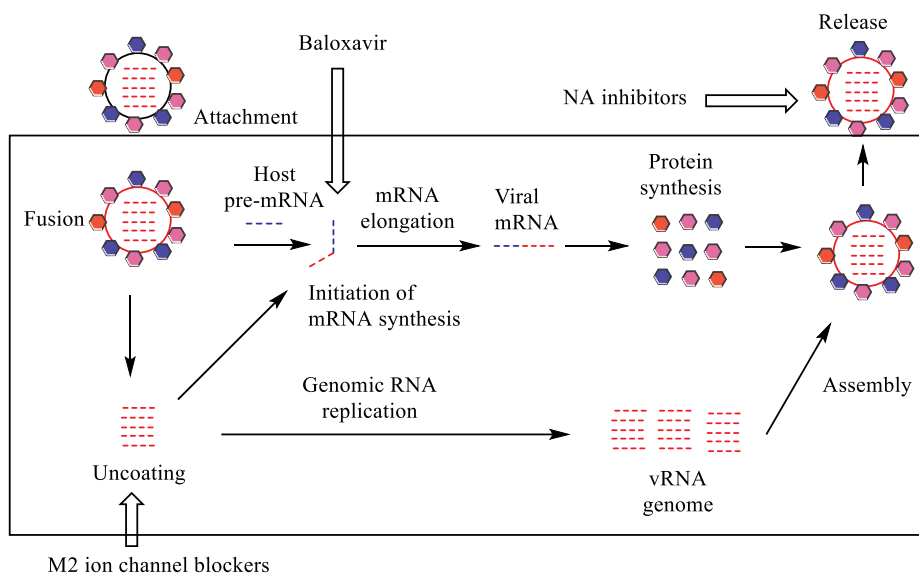 Release
Baloxavir
NA inhibitors
Attachment
Host
pre-mRNA
mRNA
elongation
Viral
mRNA
Protein
synthesis
Fusion
Initiation of
mRNA synthesis
Genomic RNA
replication
Assembly
Uncoating
vRNA
genome
M2 ion channel blockers